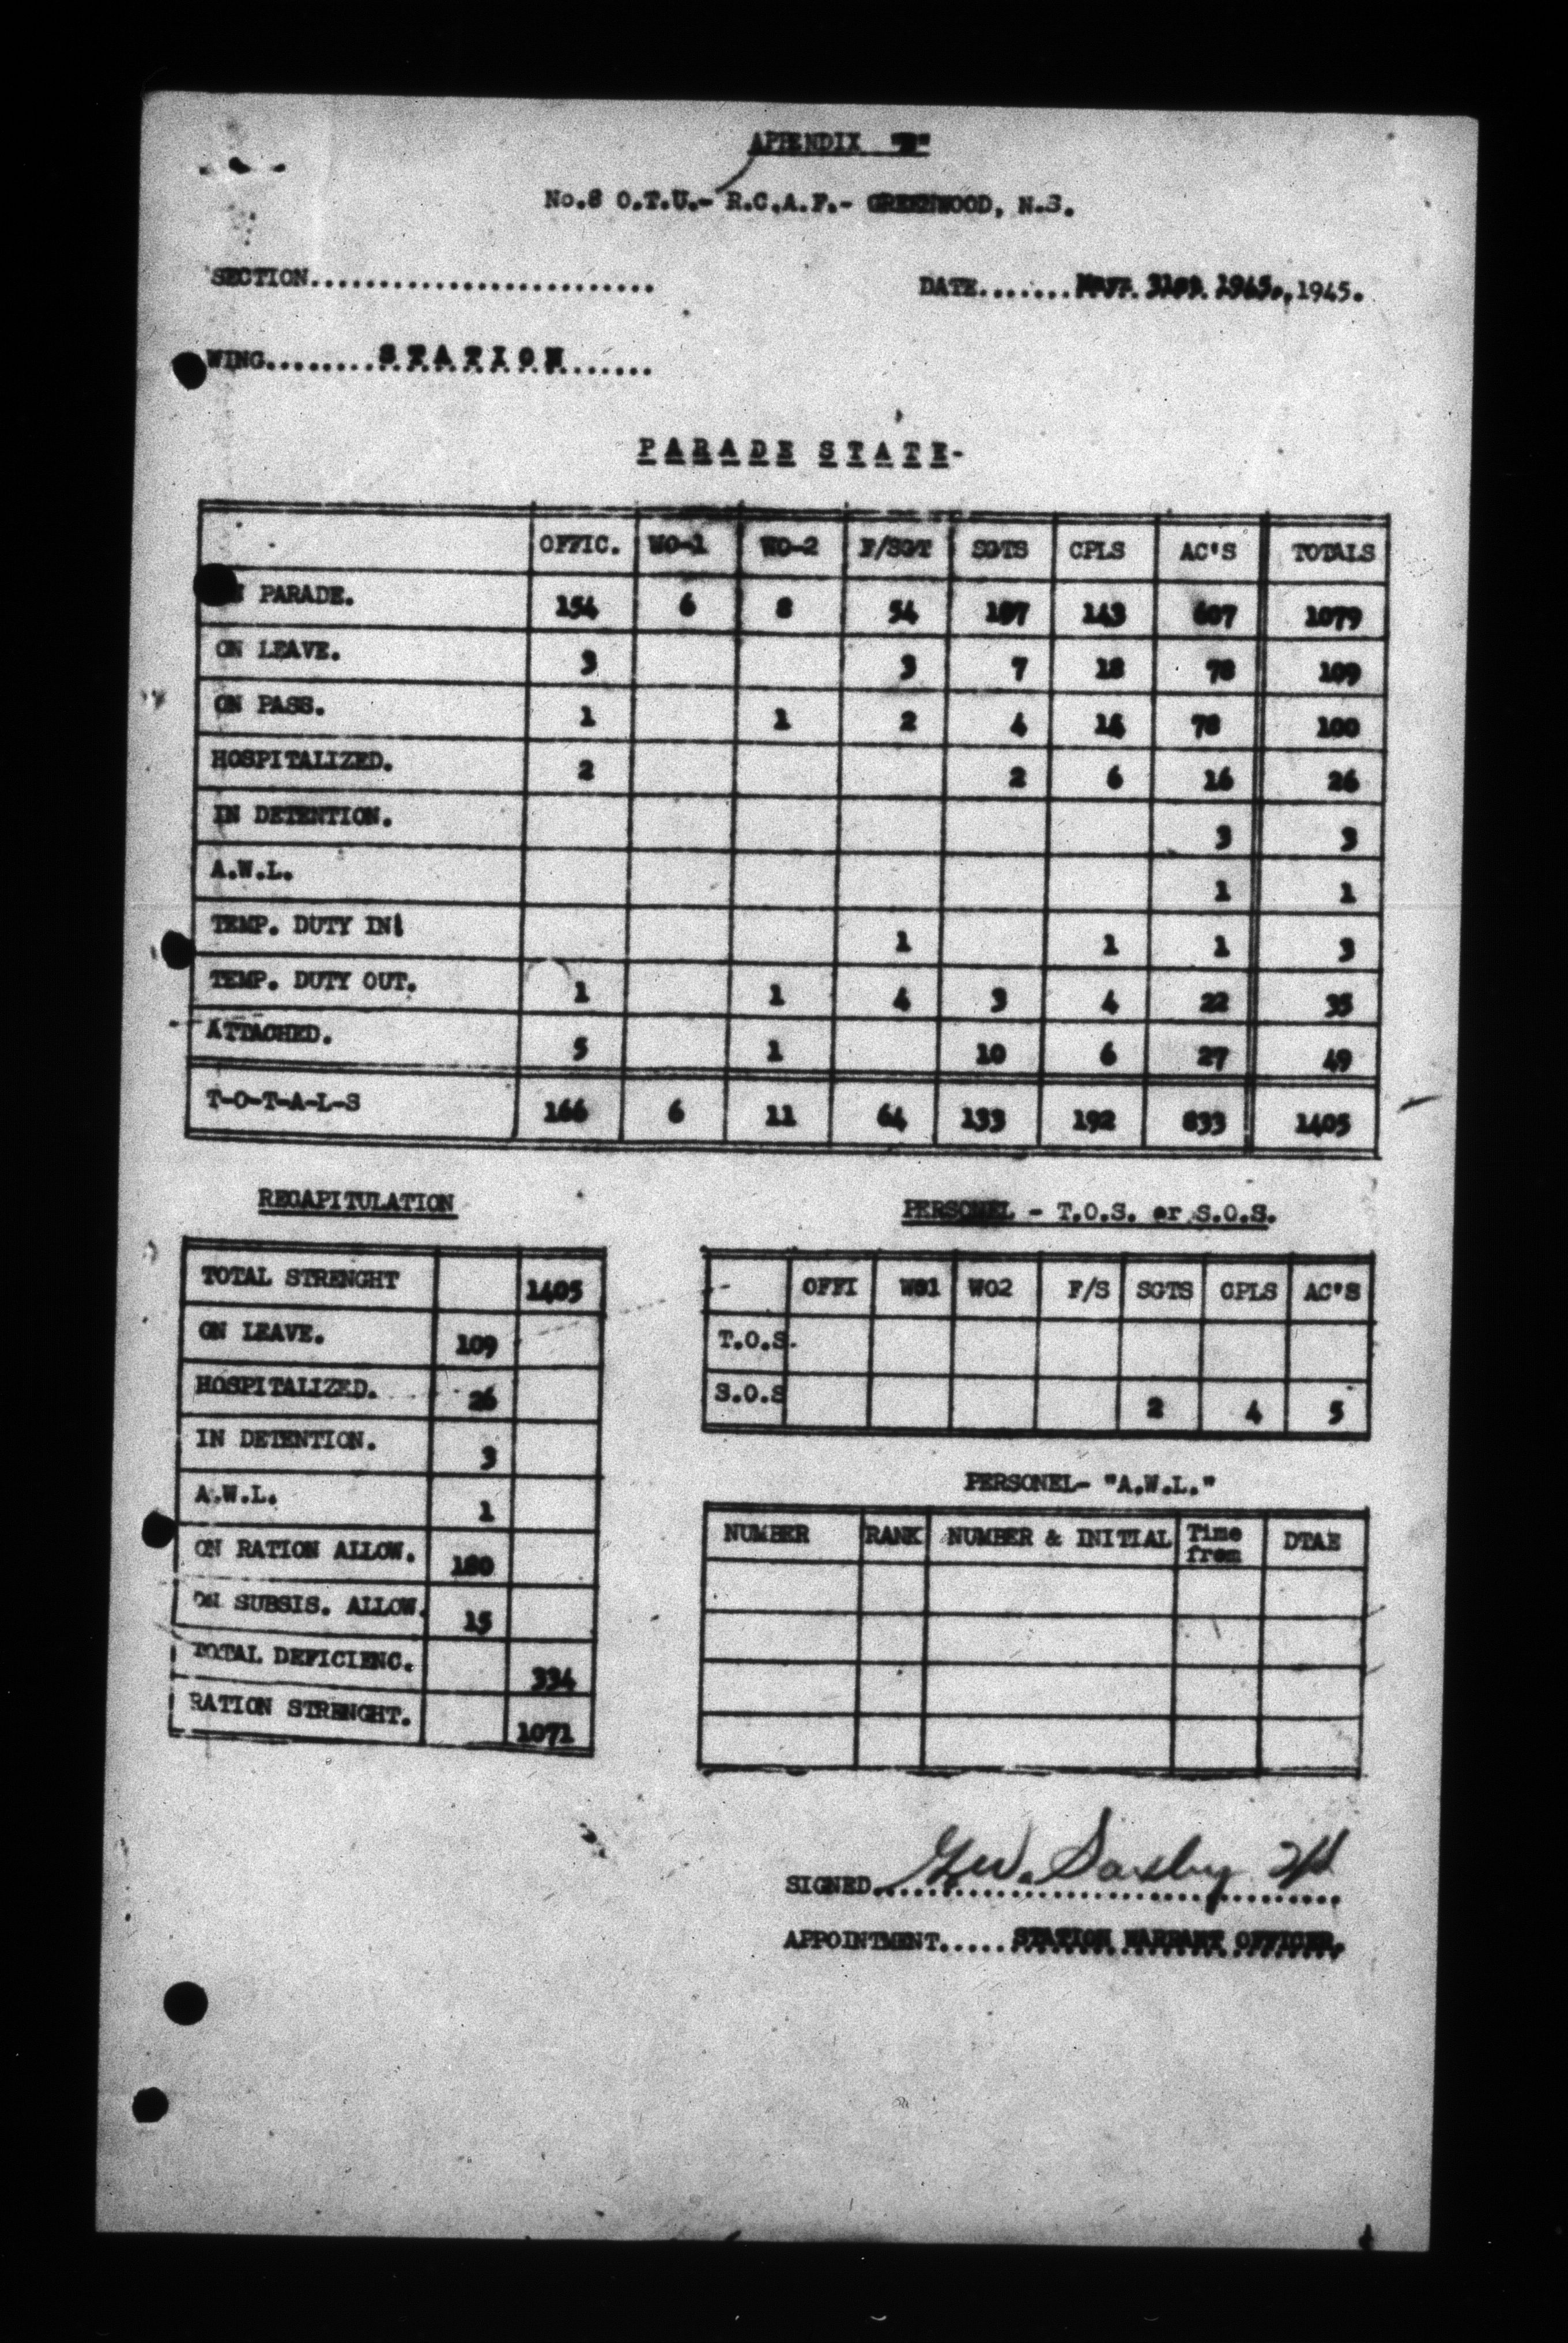 APPENDIX
No.8 O.T.U.- R.C.A.F.- GREENWOOD, N.S.
SECTION.......................... DATE....... 31st. 1945.,1945.
WING........STATION......
PARADE STATE-
OFFIC. WO-1 WO-2 F/SGT SGTS CPLS AC'S TOTALS
PARADE. 154 6 8 54 107 143 607 1079
ON LEAVE. 3 3 7 18 78 109
ON PASS. 1 1 2 4 14 78 100
HOSPITALIZED. 2 2 6 16 26
IN DETENTION. 3 3
A.W.L. 1 1
TEMP. DUTY IN. 1 1 1 3
TEMP. DUTY OUT. 1 1 4 3 4 22 35
ATTACHED. 5 1 10 6 27 49
T-O-T-A-L-S 166 6 11 64 133 192 833 1405
RECAPITULATION
TOTAL STRENGHT 1405
ON LEAVE. 109
HOSPITALIZED. 26
IN DETENTION. 3
A.W.L. 1
ON RATION ALLOW. 180
ON SUBSIS. ALLOW. 15
TOTAL DEFICIENC. 334
RATION STRENGHT. 1071
PERSONEL - T.O.S. or S.O.S.
OFFI WO1 WO2 F/S SGTS CPLS AC'S
T.O.S.
S.O.S 2 4 5
PERSONEL- "A.W.L."
NUMBER RANK NUMBER & INITIAL Time from DTAE
SIGNED.
APPOINTMENT.....STATION WARRANT OFFICER.